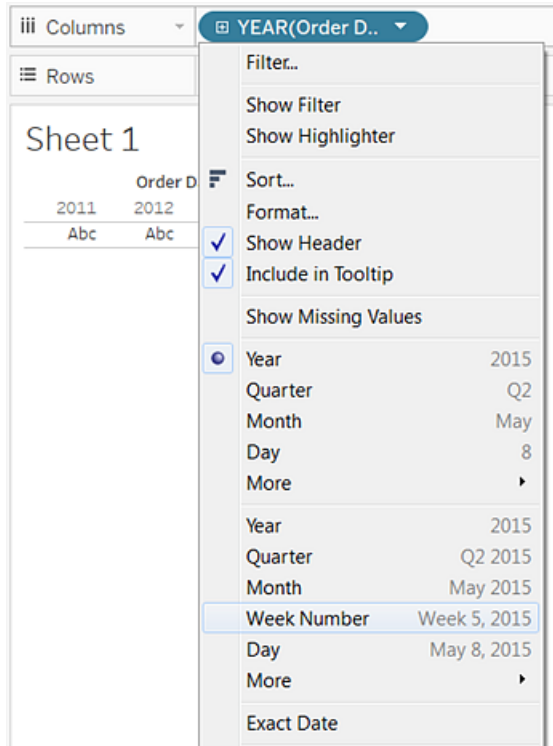 Columns
YEAR(Order D..
Rows
Filter...
Show Filter
Show Highlighter
Sheet 1
Order D
Sort...
2011 2012
Format...
Abc Abc
Show Header
Include in Tooltip
Show Missing Values
Year 2015
Quarter Q2
Month May
Day 8
More
Year 2015
Quarter Q2 2015
Month May 2015
Week Number Week 5, 2015
Day May 8, 2015
More
Exact Date